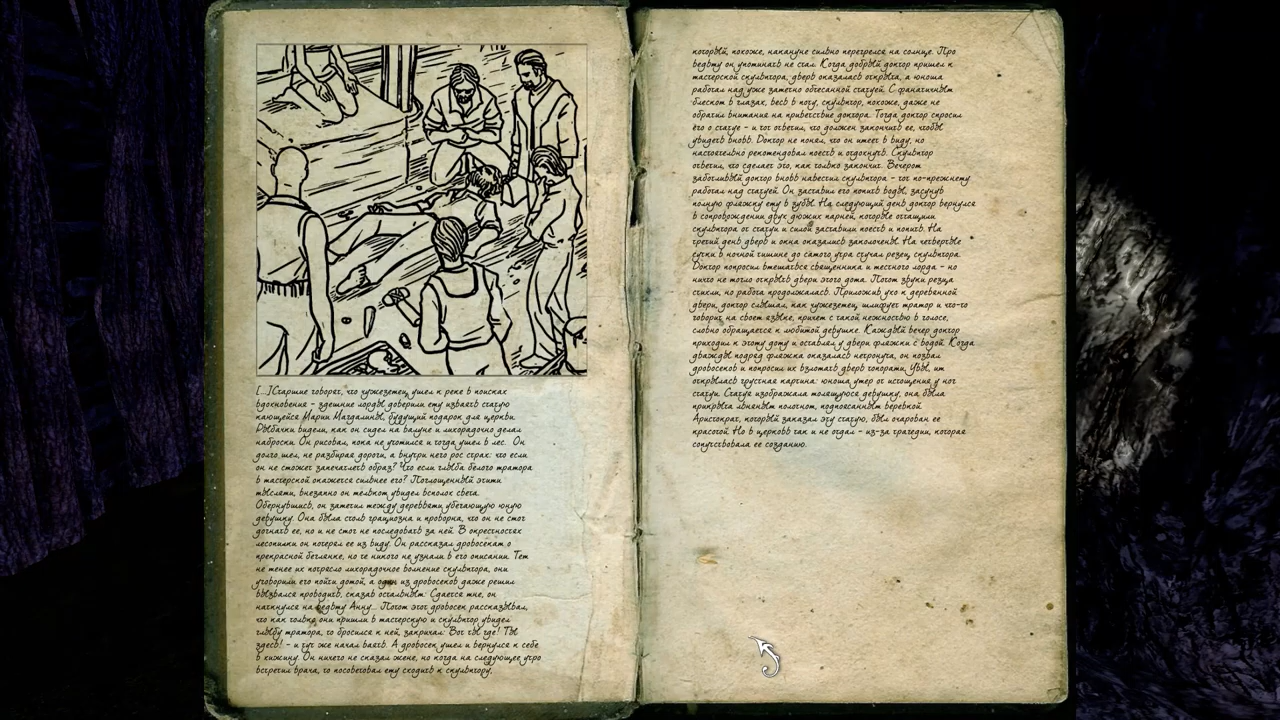 [...]Старшие говорят, что чужеземец ушел к реке в поисках
вдохновения - здешние лорды доверили ему изваять статую
кающейся Марии Магдалины, будущий подарок для церкви.
Рыбачки видели, как он сидел на валуне и лихорадочно делал
наброски. Он рисовал, пока не утомился и тогда ушел в лес. Он
долго шел, не разбирая дороги, а внутри него рос страх: что если
он не сможет запечатлеть образ? Что если глыба белого мрамора
в мастерской окажется сильнее его? Поглощенный этими
мыслями, внезапно он мельком увидел всполох света.
Обернувшись, он заметил между деревьями убегающую юную
девушку. Она была столь грациозна и проворна, что он не смог
догнать ее, но и не смог не последовать за ней. В окрестностях
лесопилки он потерял ее из виду. Он рассказал дровосекам о
прекрасной беглянке, но те никого не узнали в его описании. Тем
не менее их потрясло лихорадочное волнение скульптора, они
уговорили его пойти домой, а один из дровосеков даже решил
вызвался проводить, сказав остальным: Сдается мне, он
наткнулся на ведьму Анну... Потом этот дровосек рассказывал,
что как только они пришли в мастерскую и скульптор увидел
глыбу мрамора, то бросился к ней, закричал: Вот ты где! Ты
здесь! - и тут же начал ваять. А дровосек ушел и вернулся к себе
в хижину. Он ничего не сказал жене, но когда на следующее утро
встретил врача, то посоветовал ему сходить к скульптору,
который, похоже, накануне сильно перегрелся на солнце. Про
ведьму он упоминать не стал. Когда добрый доктор пришел к
мастерской скульптора, дверь оказалась открыта, а юноша
работал над уже заметно обтесанной статуей. С фанатичным
блеском в глазах, весь в поту, скульптор, похоже, даже не
обратил внимания на приветствие доктора. Тогда доктор спросил
его о статуе - и тот ответил, что должен закончить ее, чтобы
увидеть вновь. Доктор не понял, что он имеет в виду, но
настоятельно рекомендовал поесть и отдохнуть. Скульптор
ответил, что сделает это, как только закончит. Вечером
заботливый доктор вновь навестил скульптора - тот по-прежнему
работал над статуей. Он заставил его попить воды, засунув
полную фляжку ему в зубы. На следующий день доктор вернулся
в сопровождении двух дюжих парней, которые оттащили
скульптора от статуи и силой заставили поесть и попить. На
третий день дверь и окна оказались заколочены. На четвертые
сутки в ночной тишине до самого утра стучал резец скульптора.
Доктор попросил вмешаться священника и местного лорда - но
ничто не могло открыть двери этого дома. Потом звуки резца
стихли, но работа продолжалась. Приложив ухо к деревянной
двери, доктор слышал, как чужеземец шлифует мрамор и что-то
говорит на своем языке, причем с такой нежностью в голосе,
словно обращается к любимой девушке. Каждый вечер доктор
приходил к этому дому и оставлял у двери фляжки с водой. Когда
дважды подряд фляжка оказалась нетронута, он позвал
дровосеков и попросил их взломать дверь топорами. Увы, им
открылась грустная картина: юноша умер от истощения у ног
статуи. Статуя изображала молящуюся девушку, она была
прикрыта льняным полотном, подпоясанным веревкой.
Аристократ, который заказал эту статую, был очарован ее
красотой. Но в церковь так и не отдал - из-за трагедии, которая
сопутствовала ее созданию.